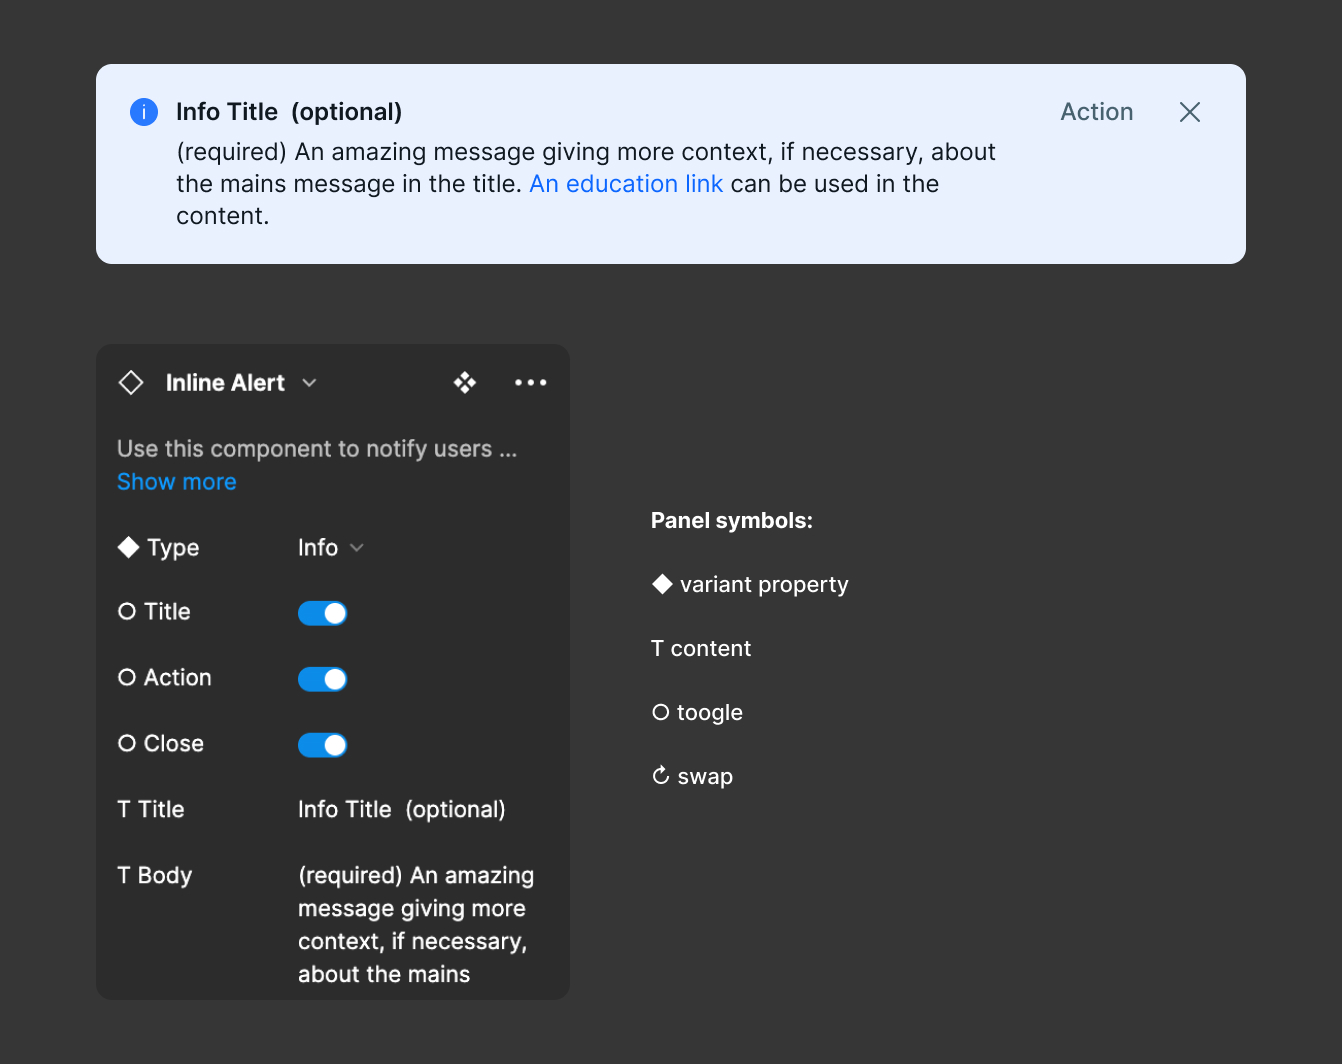 Info Title  (optional)
Action
(required) An amazing message giving more context, if necessary, about
the mains message in the title. An education link can be used in the
content.
Inline Alert
Use this component to notify users ...
Show more
Type
Info
Title
Action
Close
T Title
Info Title  (optional)
T Body
(required) An amazing
message giving more
context, if necessary,
about the mains
Panel symbols:
variant property
T content
toogle
swap